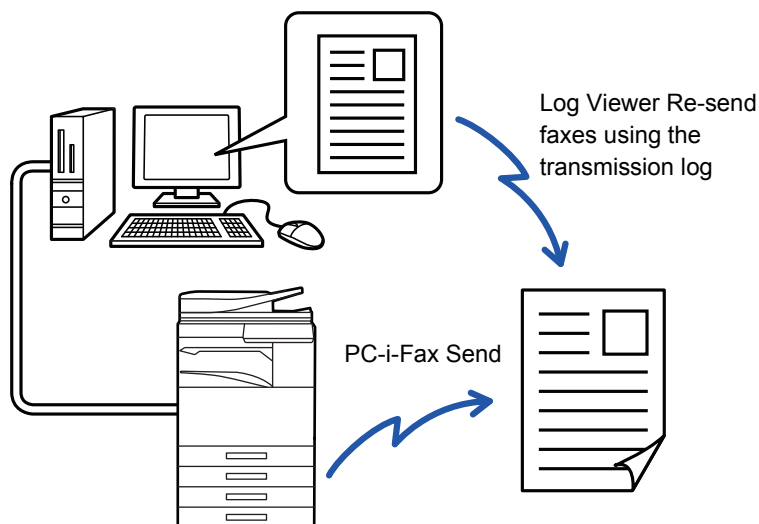 Log Viewer Re-send
faxes using the
transmission log
PC-i-Fax Send